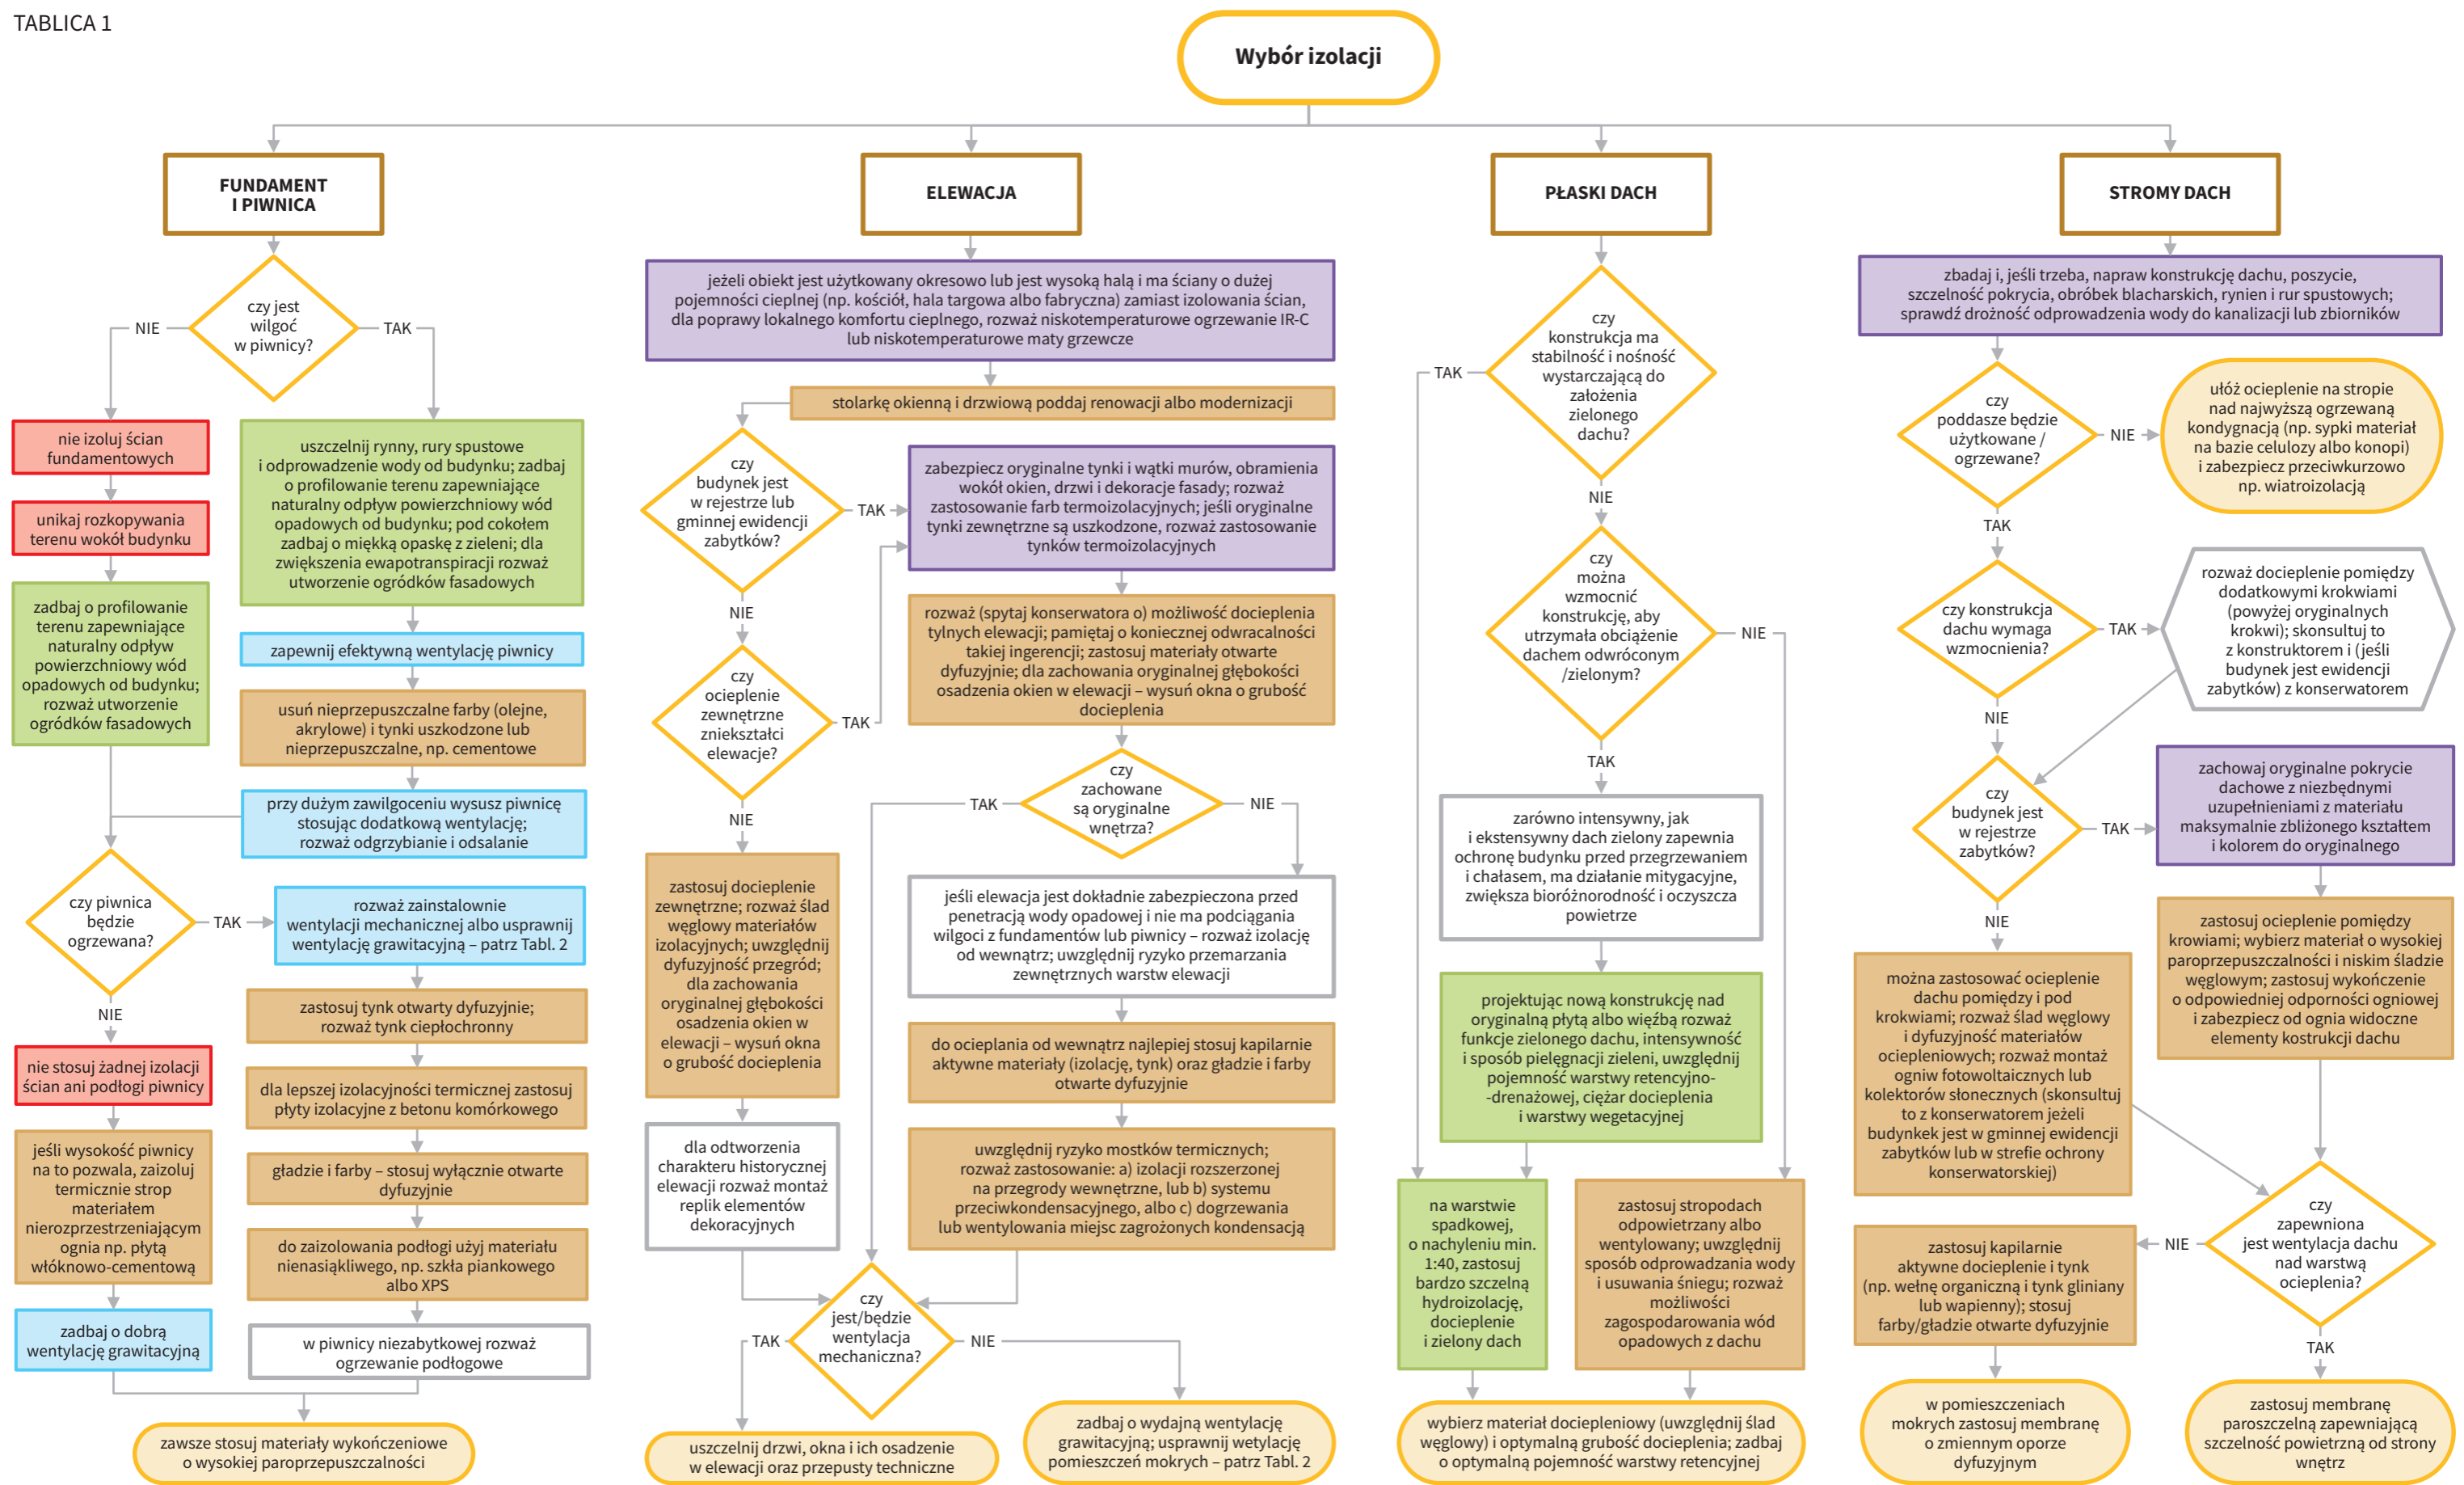 TABLICA 1
Wybór izolacji
FUNDAMENT
I PIWNICA
czy jest
wilgoć
w piwnicy?
NIE
TAK
nie izoluj ścian
fundamentowych
unikaj rozkopywania
terenu wokół budynku
zadbaj o profilowanie
terenu zapewniające
naturalny odpływ
powierzchniowy wód
opadowych od budynku;
rozważ utworzenie
ogródków fasadowych
uszczelnij rynny, rury spustowe
i odprowadzenie wody od budynku; zadbaj
o profilowanie terenu zapewniające
naturalny odpływ powierzchniowy wód
opadowych od budynku; pod cokołem
zadbaj o miękką opaskę z zieleni; dla
zwiększenia ewapotranspiracji rozważ
utworzenie ogródków fasadowych
zapewnij efektywną wentylację piwnicy
usuń nieprzepuszczalne farby (olejne,
akrylowe) i tynki uszkodzone lub
nieprzepuszczalne, np. cementowe
przy dużym zawilgoceniu wysusz piwnicę
stosując dodatkową wentylację;
rozważ odgrzybianie i odsalanie
czy piwnica
będzie
ogrzewana?
TAK
NIE
rozważ zainstalownie
wentylacji mechanicznej albo usprawnij
wentylację grawitacyjną – patrz Tabl. 2
zastosuj tynk otwarty dyfuzyjnie;
rozważ tynk ciepłochronny
dla lepszej izolacyjności termicznej zastosuj
płyty izolacyjne z betonu komórkowego
gładzie i farby – stosuj wyłącznie otwarte
dyfuzyjnie
do zaizolowania podłogi użyj materiału
nienasiąkliwego, np. szkła piankowego
albo XPS
w piwnicy niezabytkowej rozważ
ogrzewanie podłogowe
nie stosuj żadnej izolacji
ścian ani podłogi piwnicy
jeśli wysokość piwnicy
na to pozwala, zaizoluj
termicznie strop
materiałem
nierozprzestrzeniającym
ognia np. płytą
włóknowo-cementową
zadbaj o dobrą
wentylację grawitacyjną
zawsze stosuj materiały wykończeniowe
o wysokiej paroprzepuszczalności
ELEWACJA
jeżeli obiekt jest użytkowany okresowo lub jest wysoką halą i ma ściany o dużej
pojemności cieplnej (np. kościół, hala targowa albo fabryczna) zamiast izolowania ścian,
dla poprawy lokalnego komfortu cieplnego, rozważ niskotemperaturowe ogrzewanie IR-C
lub niskotemperaturowe maty grzewcze
stolarkę okienną i drzwiową poddaj renowacji albo modernizacji
czy
budynek jest
w rejestrze lub
gminnej ewidencji
zabytków?
TAK
NIE
zabezpiecz oryginalne tynki i wątki murów, obramienia
wokół okien, drzwi i dekoracje fasady; rozważ
zastosowanie farb termoizolacyjnych; jeśli oryginalne
tynki zewnętrzne są uszkodzone, rozważ zastosowanie
tynków termoizolacyjnych
rozważ (spytaj konserwatora o) możliwość docieplenia
tylnych elewacji; pamiętaj o koniecznej odwracalności
takiej ingerencji; zastosuj materiały otwarte
dyfuzyjnie; dla zachowania oryginalnej głębokości
osadzenia okien w elewacji – wysuń okna o grubość
docieplenia
czy
ocieplenie
zewnętrzne
zniekształci
elewacje?
TAK
NIE
czy
zachowane
są oryginalne
wnętrza?
TAK
NIE
zastosuj docieplenie
zewnętrzne; rozważ ślad
węglowy materiałów
izolacyjnych; uwzględnij
dyfuzyjność przegród;
dla zachowania
oryginalnej głębokości
osadzenia okien w
elewacji – wysuń okna
o grubość docieplenia
dla odtworzenia
charakteru historycznej
elewacji rozważ montaż
replik elementów
dekoracyjnych
jeśli elewacja jest dokładnie zabezpieczona przed
penetracją wody opadowej i nie ma podciągania
wilgoci z fundamentów lub piwnicy – rozważ izolację
od wewnątrz; uwzględnij ryzyko przemarzania
zewnętrznych warstw elewacji
do ocieplania od wewnątrz najlepiej stosuj kapilarnie
aktywne materiały (izolację, tynk) oraz gładzie i farby
otwarte dyfuzyjnie
uwzględnij ryzyko mostków termicznych;
rozważ zastosowanie: a) izolacji rozszerzonej
na przegrody wewnętrzne, lub b) systemu
przeciwkondensacyjnego, albo c) dogrzewania
lub wentylowania miejsc zagrożonych kondensacją
czy
jest/będzie
wentylacja
mechaniczna?
TAK
NIE
uszczelnij drzwi, okna i ich osadzenie
w elewacji oraz przepusty techniczne
zadbaj o wydajną wentylację
grawitacyjną; usprawnij wetylację
pomieszczeń mokrych – patrz Tabl. 2
PŁASKI DACH
czy
konstrukcja ma
stabilność i nośność
wystarczającą do
założenia
zielonego
dachu?
TAK
NIE
czy
można
wzmocnić
konstrukcję, aby
utrzymała obciążenie
dachem odwróconym
/zielonym?
NIE
TAK
zarówno intensywny, jak
i ekstensywny dach zielony zapewnia
ochronę budynku przed przegrzewaniem
i chałasem, ma działanie mitygacyjne,
zwiększa bioróżnorodność i oczyszcza
powietrze
projektując nową konstrukcję nad
oryginalną płytą albo więźbą rozważ
funkcje zielonego dachu, intensywność
i sposób pielęgnacji zieleni, uwzględnij
pojemność warstwy retencyjno-
-drenażowej, ciężar docieplenia
i warstwy wegetacyjnej
na warstwie
spadkowej,
o nachyleniu min.
1:40, zastosuj
bardzo szczelną
hydroizolację,
docieplenie
i zielony dach
zastosuj stropodach
odpowietrzany albo
wentylowany; uwzględnij
sposób odprowadzania wody
i usuwania śniegu; rozważ
możliwości
zagospodarowania wód
opadowych z dachu
wybierz materiał dociepleniowy (uwzględnij ślad
węglowy) i optymalną grubość docieplenia; zadbaj
o optymalną pojemność warstwy retencyjnej
STROMY DACH
zbadaj i, jeśli trzeba, napraw konstrukcję dachu, poszycie,
szczelność pokrycia, obróbek blacharskich, rynien i rur spustowych;
sprawdź drożność odprowadzenia wody do kanalizacji lub zbiorników
czy
poddasze będzie
użytkowane /
ogrzewane?
NIE
TAK
ułóż ocieplenie na stropie
nad najwyższą ogrzewaną
kondygnacją (np. sypki materiał
na bazie celulozy albo konopi)
i zabezpiecz przeciwkurzowo
np. wiatroizolacją
czy konstrukcja
dachu wymaga
wzmocnienia?
TAK
NIE
rozważ docieplenie pomiędzy
dodatkowymi krokwiami
(powyżej oryginalnych
krokwi); skonsultuj to
z konstruktorem i (jeśli
budynek jest ewidencji
zabytków) z konserwatorem
czy
budynek jest
w rejestrze
zabytków?
TAK
NIE
zachowaj oryginalne pokrycie
dachowe z niezbędnymi
uzupełnieniami z materiału
maksymalnie zbliżonego kształtem
i kolorem do oryginalnego
zastosuj ocieplenie pomiędzy
krowiami; wybierz materiał o wysokiej
paroprzepuszczalności i niskim śladzie
węglowym; zastosuj wykończenie
o odpowiedniej odporności ogniowej
i zabezpiecz od ognia widoczne
elementy kostrukcji dachu
można zastosować ocieplenie
dachu pomiędzy i pod
krokwiami; rozważ ślad węglowy
i dyfuzyjność materiałów
ociepleniowych; rozważ montaż
ogniw fotowoltaicznych lub
kolektorów słonecznych (skonsultuj
to z konserwatorem jeżeli
budynkek jest w gminnej ewidencji
zabytków lub w strefie ochrony
konserwatorskiej)
czy
zapewniona
jest wentylacja dachu
nad warstwą
ocieplenia?
NIE
TAK
zastosuj kapilarnie
aktywne docieplenie i tynk
(np. wełnę organiczną i tynk gliniany
lub wapienny); stosuj
farby/gładzie otwarte dyfuzyjnie
w pomieszczeniach
mokrych zastosuj membranę
o zmiennym oporze
dyfuzyjnym
zastosuj membranę
paroszczelną zapewniającą
szczelność powietrzną od strony
wnętrz